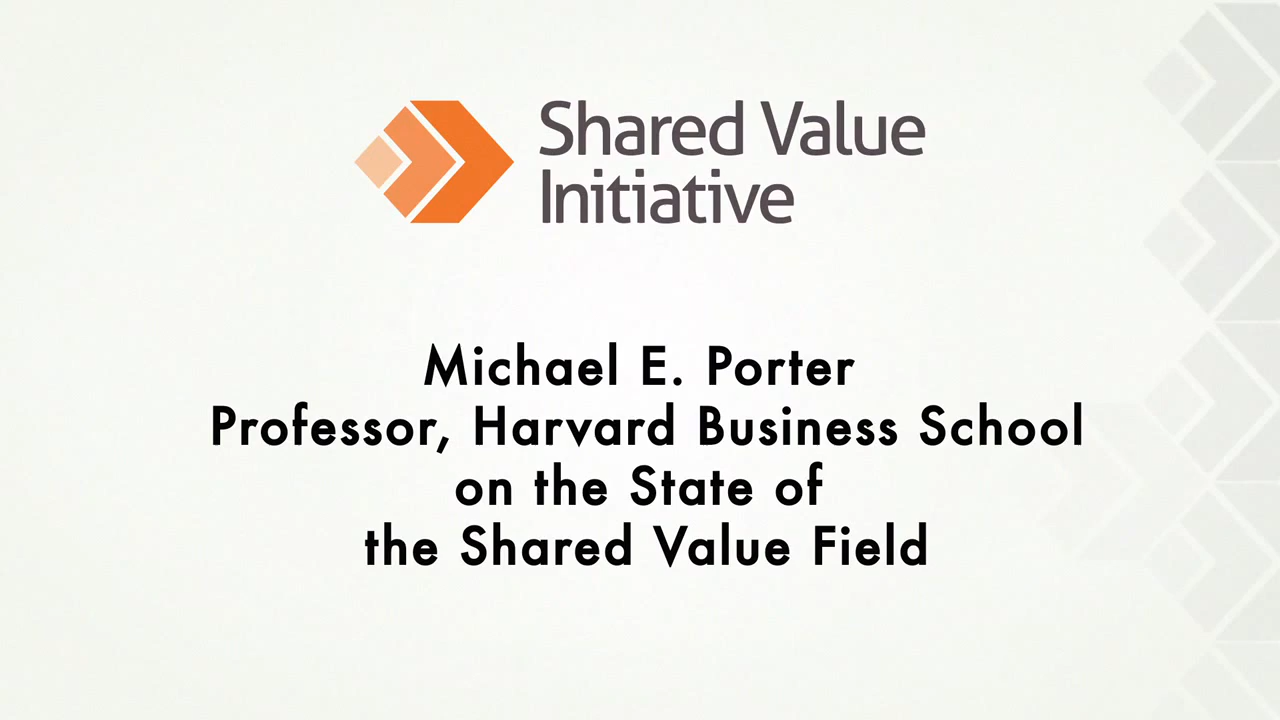 Shared Value
Initiative
Michael E. Porter
Professor, Harvard Business School
on the State of
the Shared Value Field